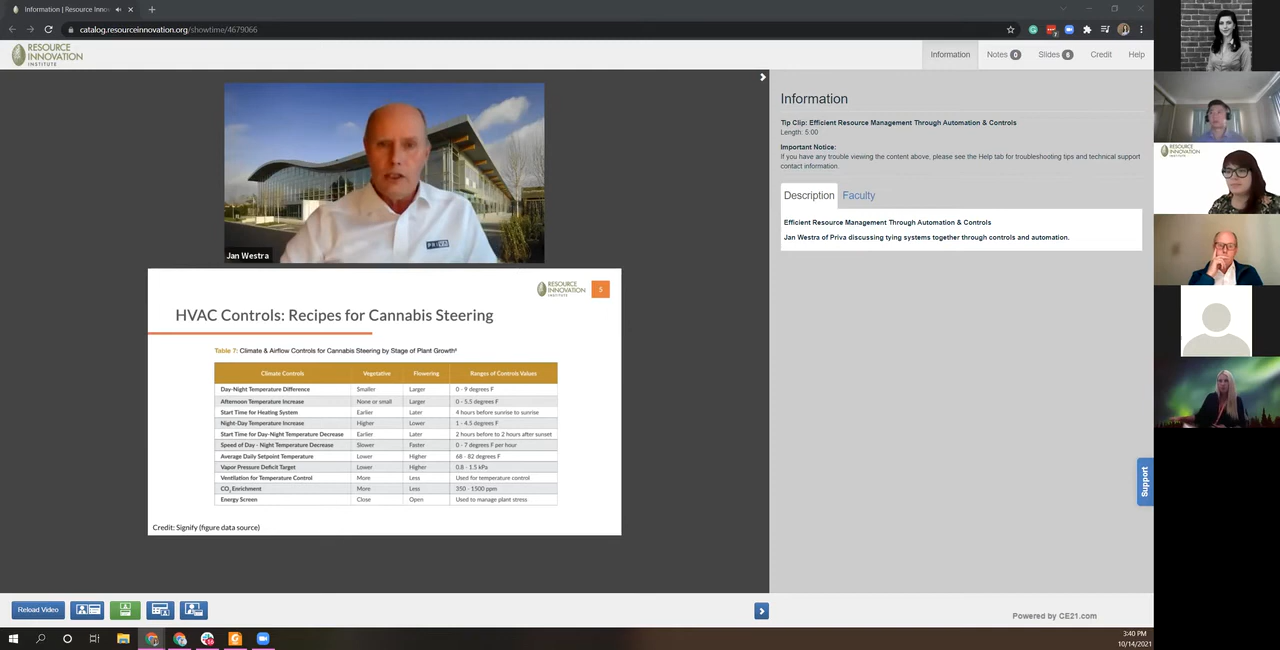 Information | Resource Innov
catalog.resourceinnovation.org/showtime/4679066
RESOURCE
INNOVATION
INSTITUTE
Information
Notes 0
Slides 6
Credit
Help
PRIVA
Jan Westra
RESOURCE
INNOVATION
INSTITUTE
5
HVAC Controls: Recipes for Cannabis Steering
Table 7: Climate & Airflow Controls for Cannabis Steering by Stage of Plant Growth
Climate Controls Vegetative Flowering Ranges of Controls Values
Day-Night Temperature Difference Smaller Larger 0 - 9 degrees F
Afternoon Temperature Increase None or small Larger 0 - 5.5 degrees F
Start Time for Heating System Earlier Later 4 hours before sunrise to sunrise
Night-Day Temperature Increase Higher Lower 1 - 4.5 degrees F
Start Time for Day-Night Temperature Decrease Earlier Later 2 hours before to 2 hours after sunset
Speed of Day - Night Temperature Decrease Slower Faster 0 - 7 degrees F per hour
Average Daily Setpoint Temperature Lower Higher 68 - 82 degrees F
Vapor Pressure Deficit Target Lower Higher 0.8 - 1.5 kPa
Ventilation for Temperature Control More Less Used for temperature control
CO₂ Enrichment More Less 350 - 1500 ppm
Energy Screen Close Open Used to manage plant stress
Credit: Signify (figure data source)
Information
Tip Clip: Efficient Resource Management Through Automation & Controls
Length: 5:00
Important Notice:
If you have any trouble viewing the content above, please see the Help tab for troubleshooting tips and technical support
contact information.
Description
Faculty
Efficient Resource Management Through Automation & Controls
Jan Westra of Priva discussing tying systems together through controls and automation.
Support
RESOURCE
INNOVATION
INSTITUTE
Reload Video
Powered by CE21.com
3:40 PM
10/14/2021